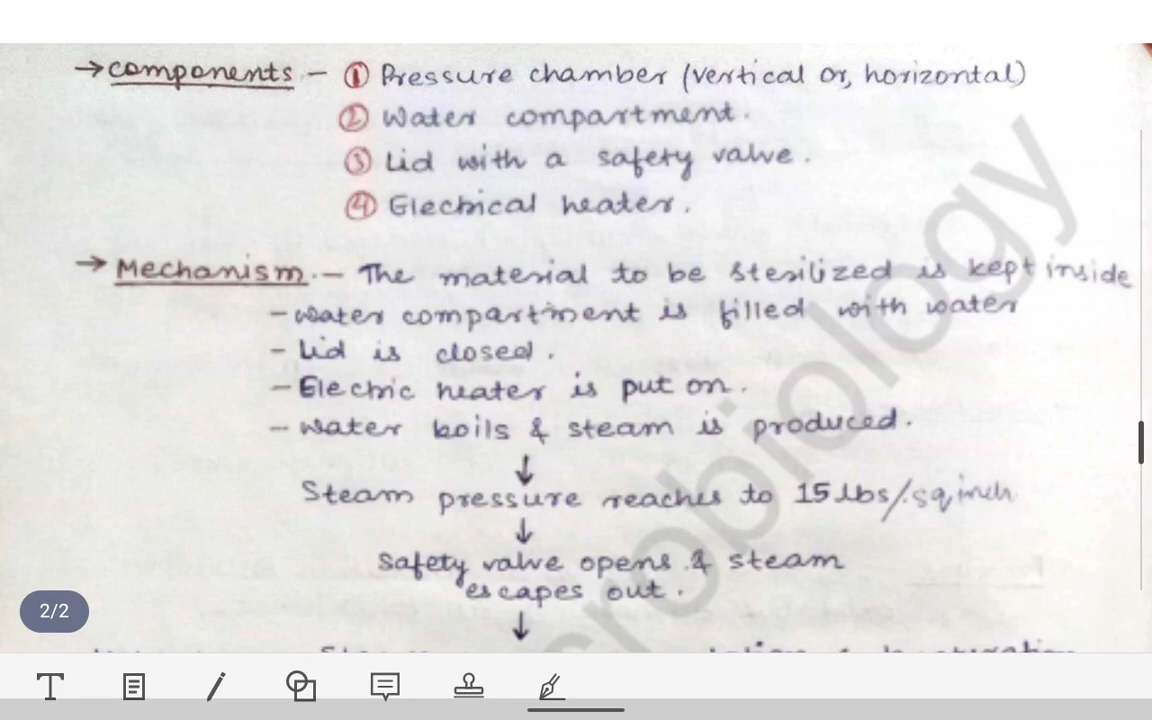 → components - ① Pressure chamber (vertical or, horizontal)
② Water compartment.
③ Lid with a safety valve.
④ Electrical heater.
→ Mechanism - The material to be sterilized is kept inside
- water compartment is filled with water
- Lid is closed.
- Electric heater is put on.
- water boils & steam is produced.
↓
Steam pressure reaches to 15 lbs/sq inch
↓
Safety valve opens & steam
escapes out.
↓
2/2
T